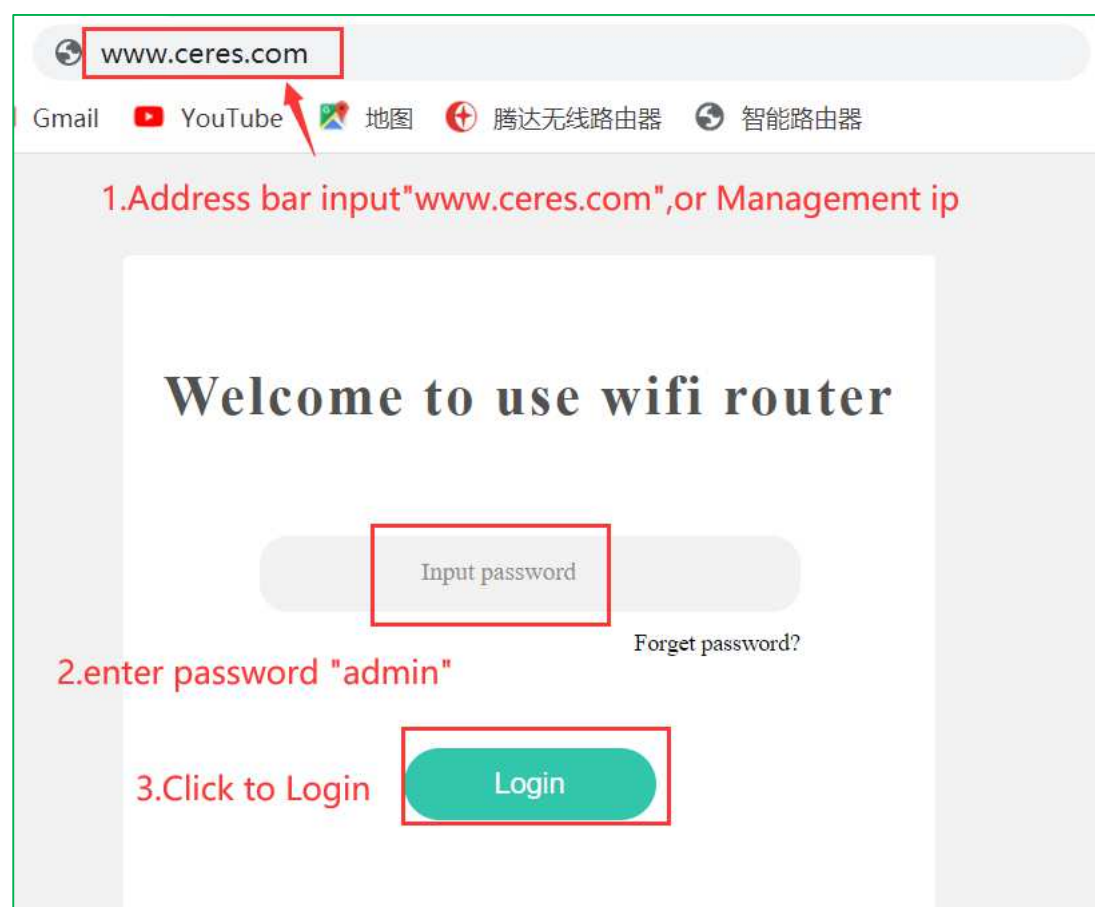 www.ceres.com
Gmail YouTube 地图 腾达无线路由器 智能路由器
1.Address bar input"www.ceres.com",or Management ip
Welcome to use wifi router
Input password
Forget password?
2.enter password "admin"
3.Click to Login
Login